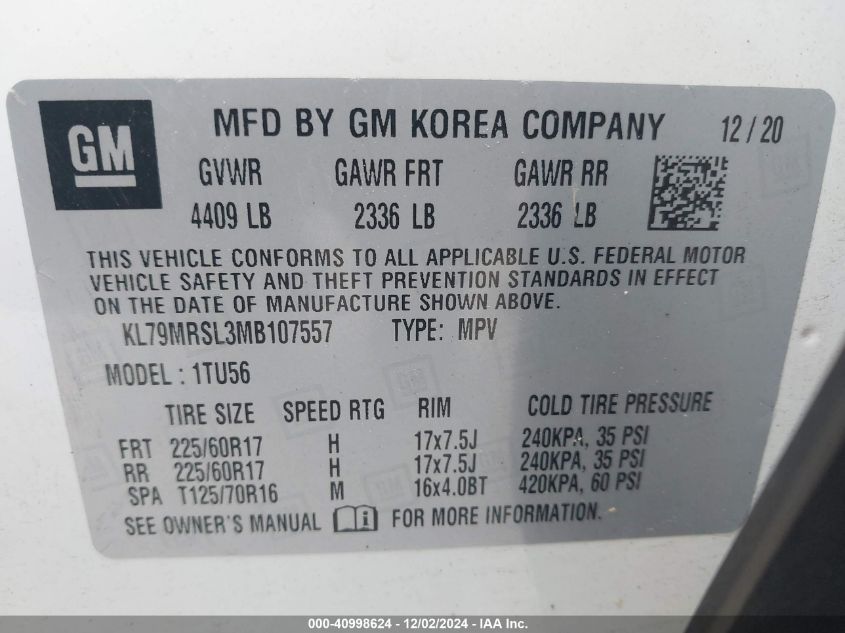 GM
MFD BY GM KOREA COMPANY 12 / 20
GVWR GAWR FRT GAWR RR
4409 LB 2336 LB 2336 LB
THIS VEHICLE CONFORMS TO ALL APPLICABLE U.S. FEDERAL MOTOR
VEHICLE SAFETY AND THEFT PREVENTION STANDARDS IN EFFECT
ON THE DATE OF MANUFACTURE SHOWN ABOVE.
KL79MRSL3MB107557 TYPE: MPV
MODEL : 1TU56
TIRE SIZE SPEED RTG RIM COLD TIRE PRESSURE
FRT 225/60R17 H 17x7.5J 240KPA, 35 PSI
RR 225/60R17 H 17x7.5J 240KPA, 35 PSI
SPA T125/70R16 M 16x4.0BT 420KPA, 60 PSI
SEE OWNER'S MANUAL i FOR MORE INFORMATION.
000-40998624 - 12/02/2024 - IAA Inc.